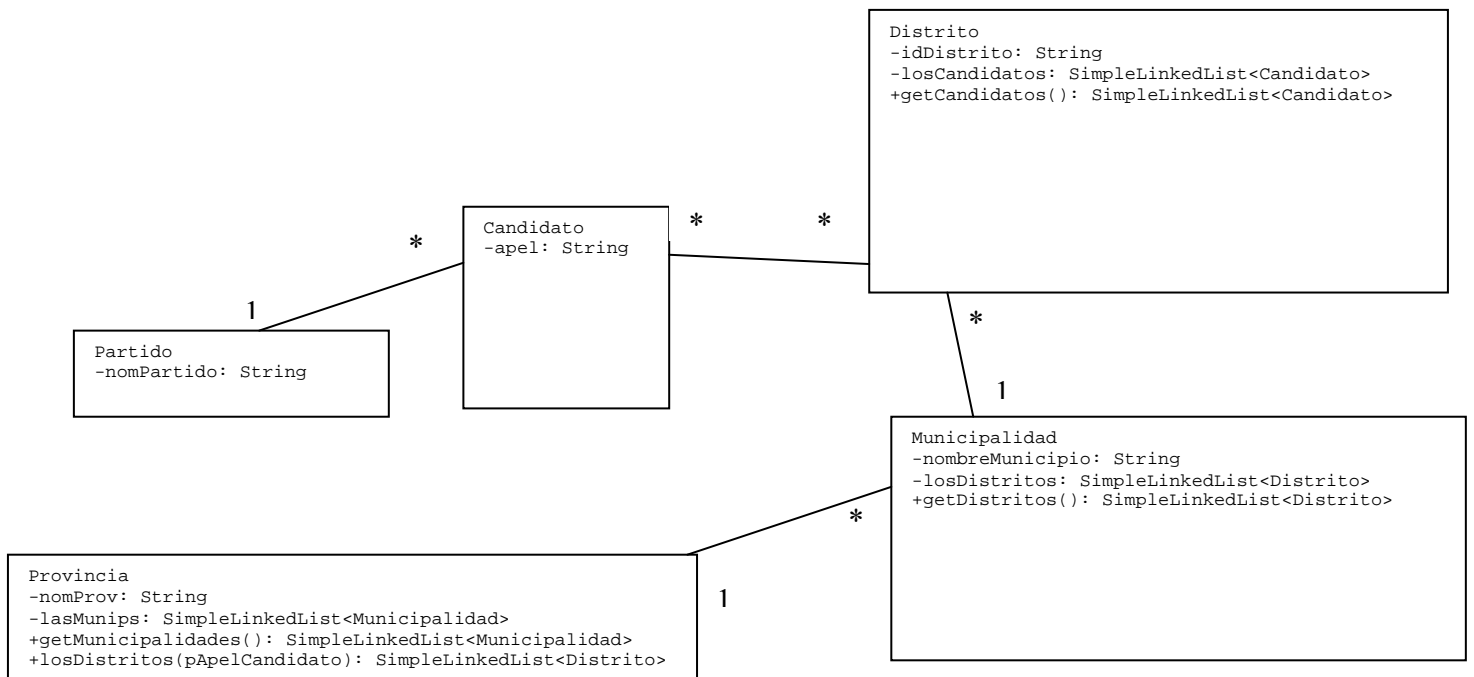 Distrito
-idDistrito: String
-losCandidatos: SimpleLinkedList<Candidato>
+getCandidatos(): SimpleLinkedList<Candidato>
*
*
Candidato
-apel: String
*
1
*
Partido
-nomPartido: String
1
Municipalidad
-nombreMunicipio: String
-losDistritos: SimpleLinkedList<Distrito>
+getDistritos(): SimpleLinkedList<Distrito>
*
1
Provincia
-nomProv: String
-lasMunips: SimpleLinkedList<Municipalidad>
+getMunicipalidades(): SimpleLinkedList<Municipalidad>
+losDistritos(pApelCandidato): SimpleLinkedList<Distrito>